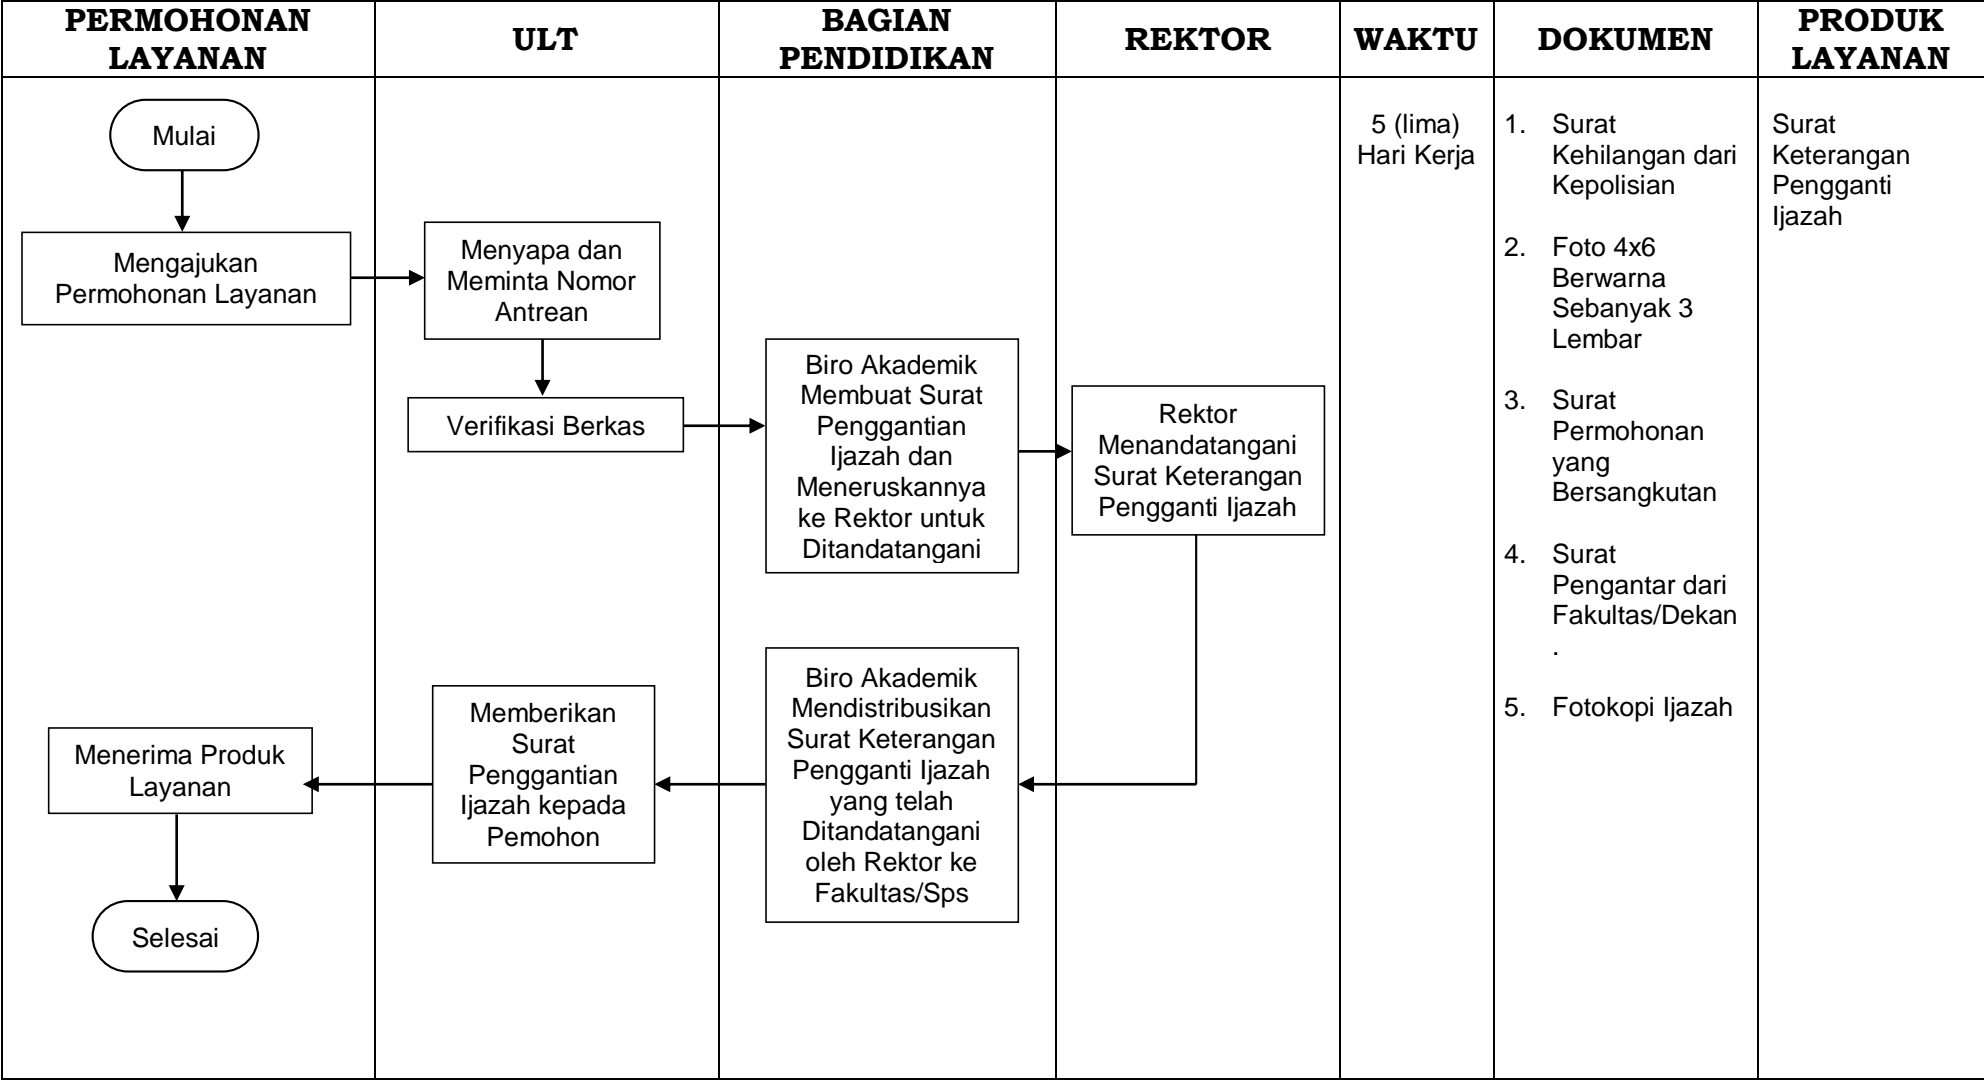 PERMOHONAN
LAYANAN
ULT
BAGIAN
PENDIDIKAN
REKTOR
WAKTU
DOKUMEN
PRODUK
LAYANAN
Mulai
Mengajukan
Permohonan Layanan
Menyapa dan
Meminta Nomor
Antrean
Verifikasi Berkas
Biro Akademik
Membuat Surat
Penggantian
Ijazah dan
Meneruskannya
ke Rektor untuk
Ditandatangani
Rektor
Menandatangani
Surat Keterangan
Pengganti Ijazah
Biro Akademik
Mendistribusikan
Surat Keterangan
Pengganti Ijazah
yang telah
Ditandatangani
oleh Rektor ke
Fakultas/Sps
Memberikan
Surat
Penggantian
Ijazah kepada
Pemohon
Menerima Produk
Layanan
Selesai
5 (lima)
Hari Kerja
1. Surat
Kehilangan dari
Kepolisian
2. Foto 4x6
Berwarna
Sebanyak 3
Lembar
3. Surat
Permohonan
yang
Bersangkutan
4. Surat
Pengantar dari
Fakultas/Dekan
.
5. Fotokopi Ijazah
Surat
Keterangan
Pengganti
Ijazah